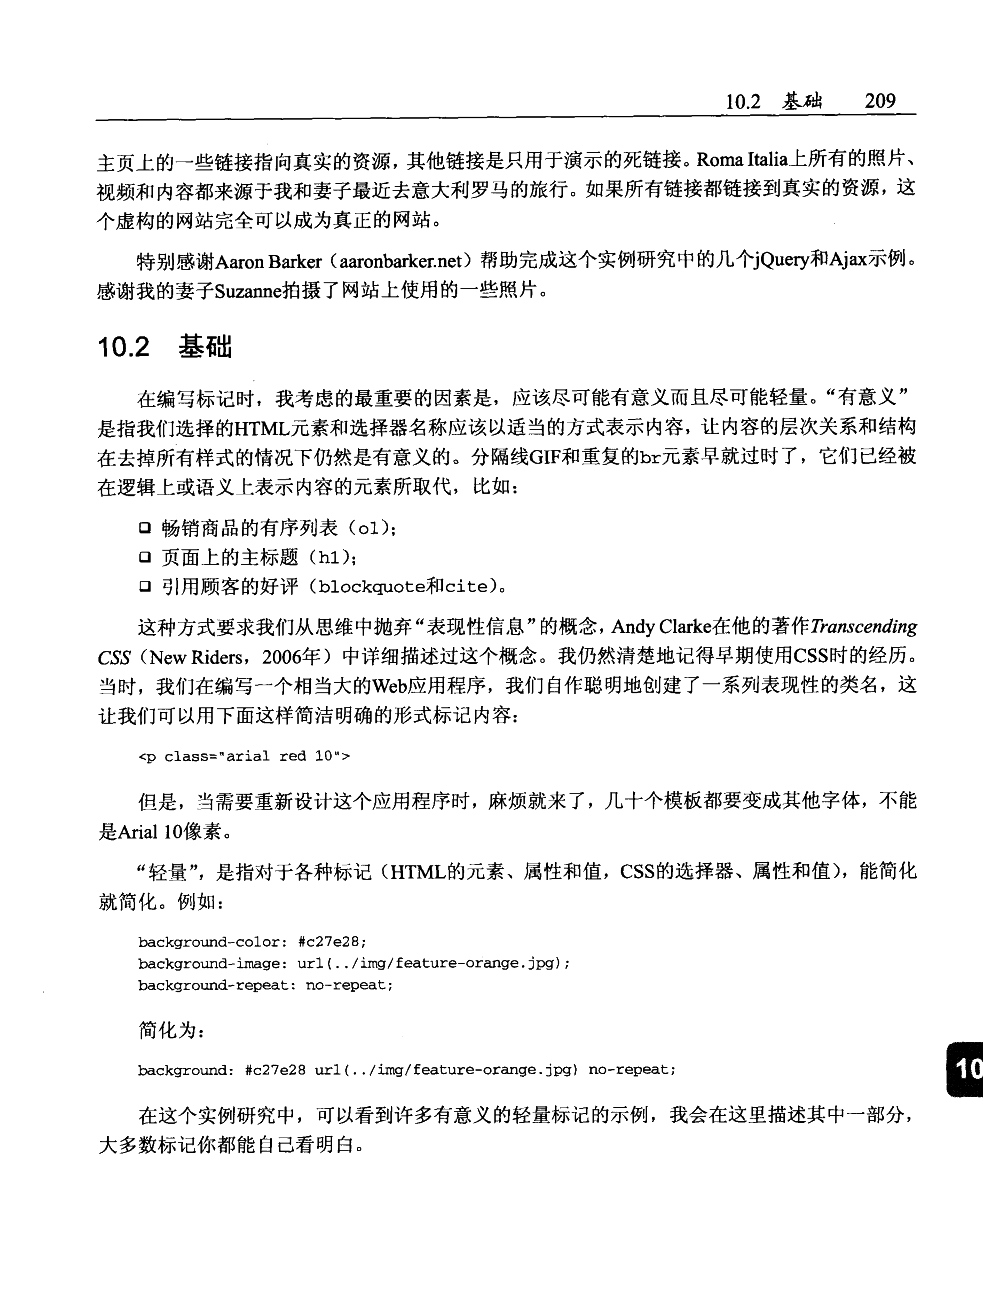 10.2 基础 209
主页上的一些链接指向真实的资源，其他链接是只用于演示的死链接。Roma Italia上所有的照片、
视频和内容都来源于我和妻子最近去意大利罗马的旅行。如果所有链接都链接到真实的资源，这
个虚构的网站完全可以成为真正的网站。
特别感谢Aaron Barker（aaronbarker.net）帮助完成这个实例研究中的几个jQuery和Ajax示例。
感谢我的妻子Suzanne拍摄了网站上使用的一些照片。
10.2 基础
在编写标记时，我考虑的最重要的因素是，应该尽可能有意义而且尽可能轻量。“有意义”
是指我们选择的HTML元素和选择器名称应该以适当的方式表示内容，让内容的层次关系和结构
在去掉所有样式的情况下仍然是有意义的。分隔线GIF和重复的br元素早就过时了，它们已经被
在逻辑上或语义上表示内容的元素所取代，比如：
❑ 畅销商品的有序列表（ol）；
❑ 页面上的主标题（h1）；
❑ 引用顾客的好评（blockquote和cite）。
这种方式要求我们从思维中抛弃“表现性信息”的概念，Andy Clarke在他的著作Transcending
CSS（New Riders，2006年）中详细描述过这个概念。我仍然清楚地记得早期使用CSS时的经历。
当时，我们在编写一个相当大的Web应用程序，我们自作聪明地创建了一系列表现性的类名，这
让我们可以用下面这样简洁明确的形式标记内容：
<p class="arial red 10">
但是，当需要重新设计这个应用程序时，麻烦就来了，几十个模板都要变成其他字体，不能
是Arial 10像素。
“轻量”，是指对于各种标记（HTML的元素、属性和值，CSS的选择器、属性和值），能简化
就简化。例如：
background-color: #c27e28;
background-image: url(../img/feature-orange.jpg);
background-repeat: no-repeat;
简化为：
background: #c27e28 url(../img/feature-orange.jpg) no-repeat;
10
在这个实例研究中，可以看到许多有意义的轻量标记的示例，我会在这里描述其中一部分，
大多数标记你都能自己看明白。